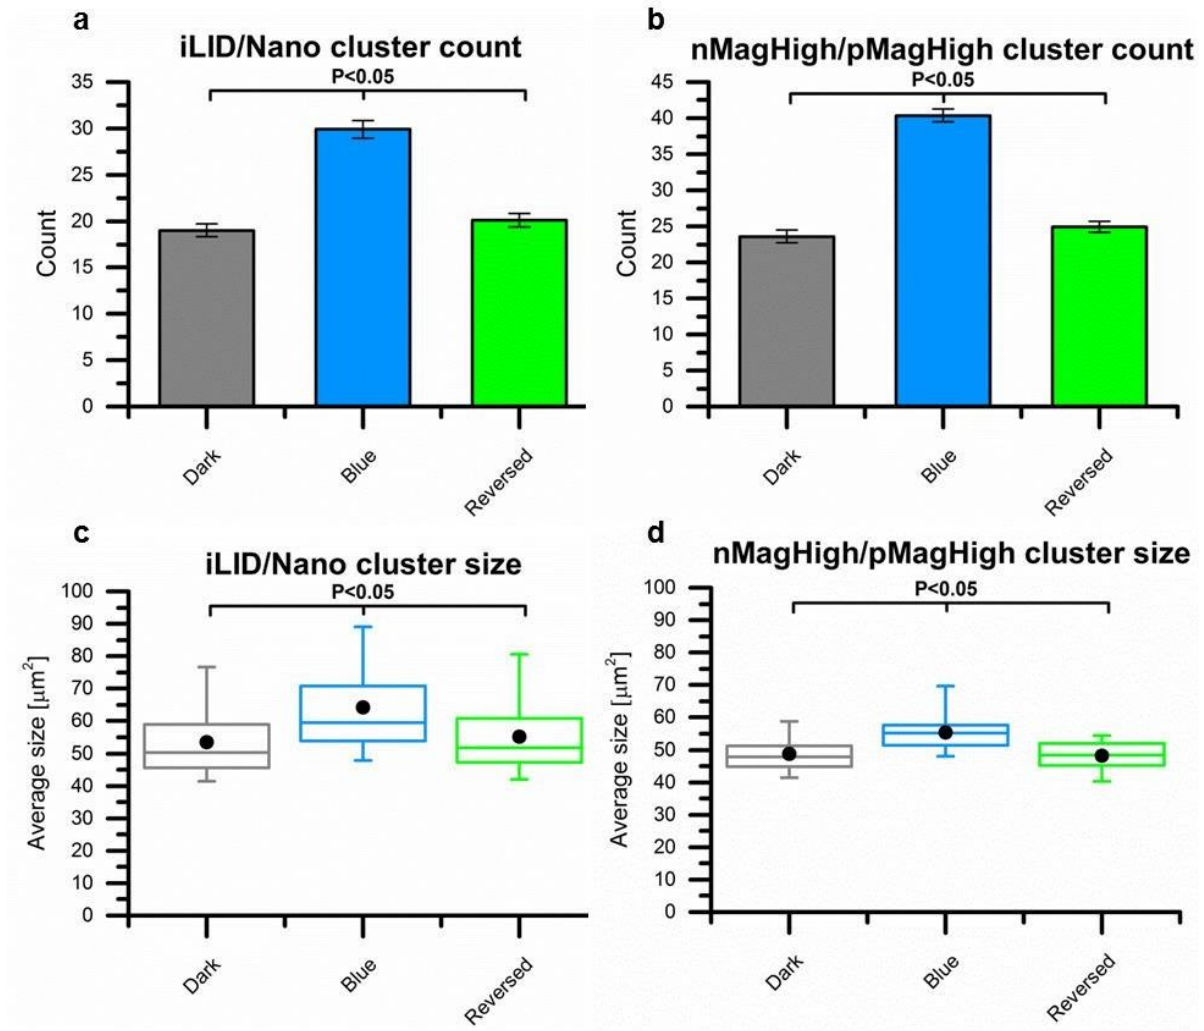 a
iLID/Nano cluster count
P<0.05
35
30
25
20
15
10
5
0
Count
Dark
Blue
Reversed
b
nMagHigh/pMagHigh cluster count
P<0.05
45
40
35
30
25
20
15
10
5
0
Count
Dark
Blue
Reversed
c
iLID/Nano cluster size
P<0.05
100
90
80
70
60
50
40
30
20
10
0
Average size [μm²]
Dark
Blue
Reversed
d
nMagHigh/pMagHigh cluster size
P<0.05
100
90
80
70
60
50
40
30
20
10
0
Average size [μm²]
Dark
Blue
Reversed